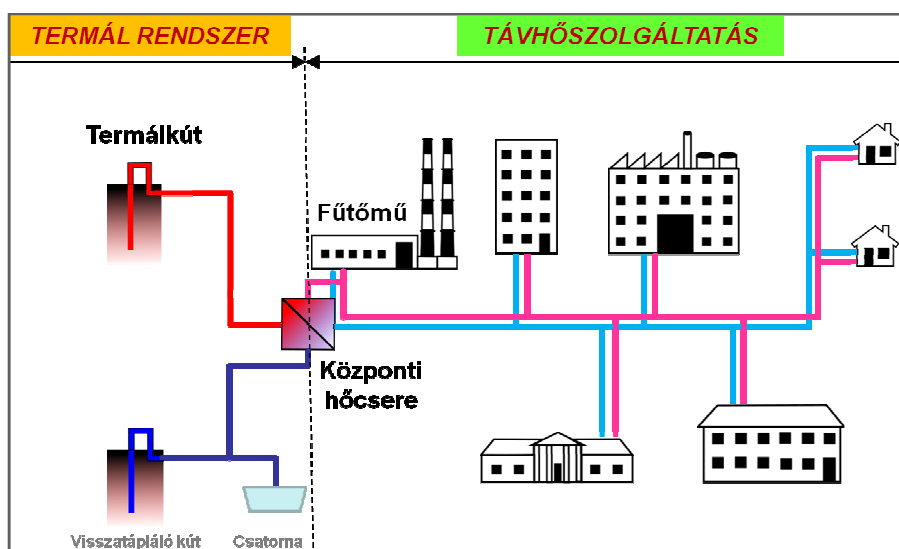 TERMÁL RENDSZER
TÁVHŐSZOLGÁLTATÁS
Termálkút
Fűtőmű
Központi
hőcsere
Visszatápláló kút
Csatorna